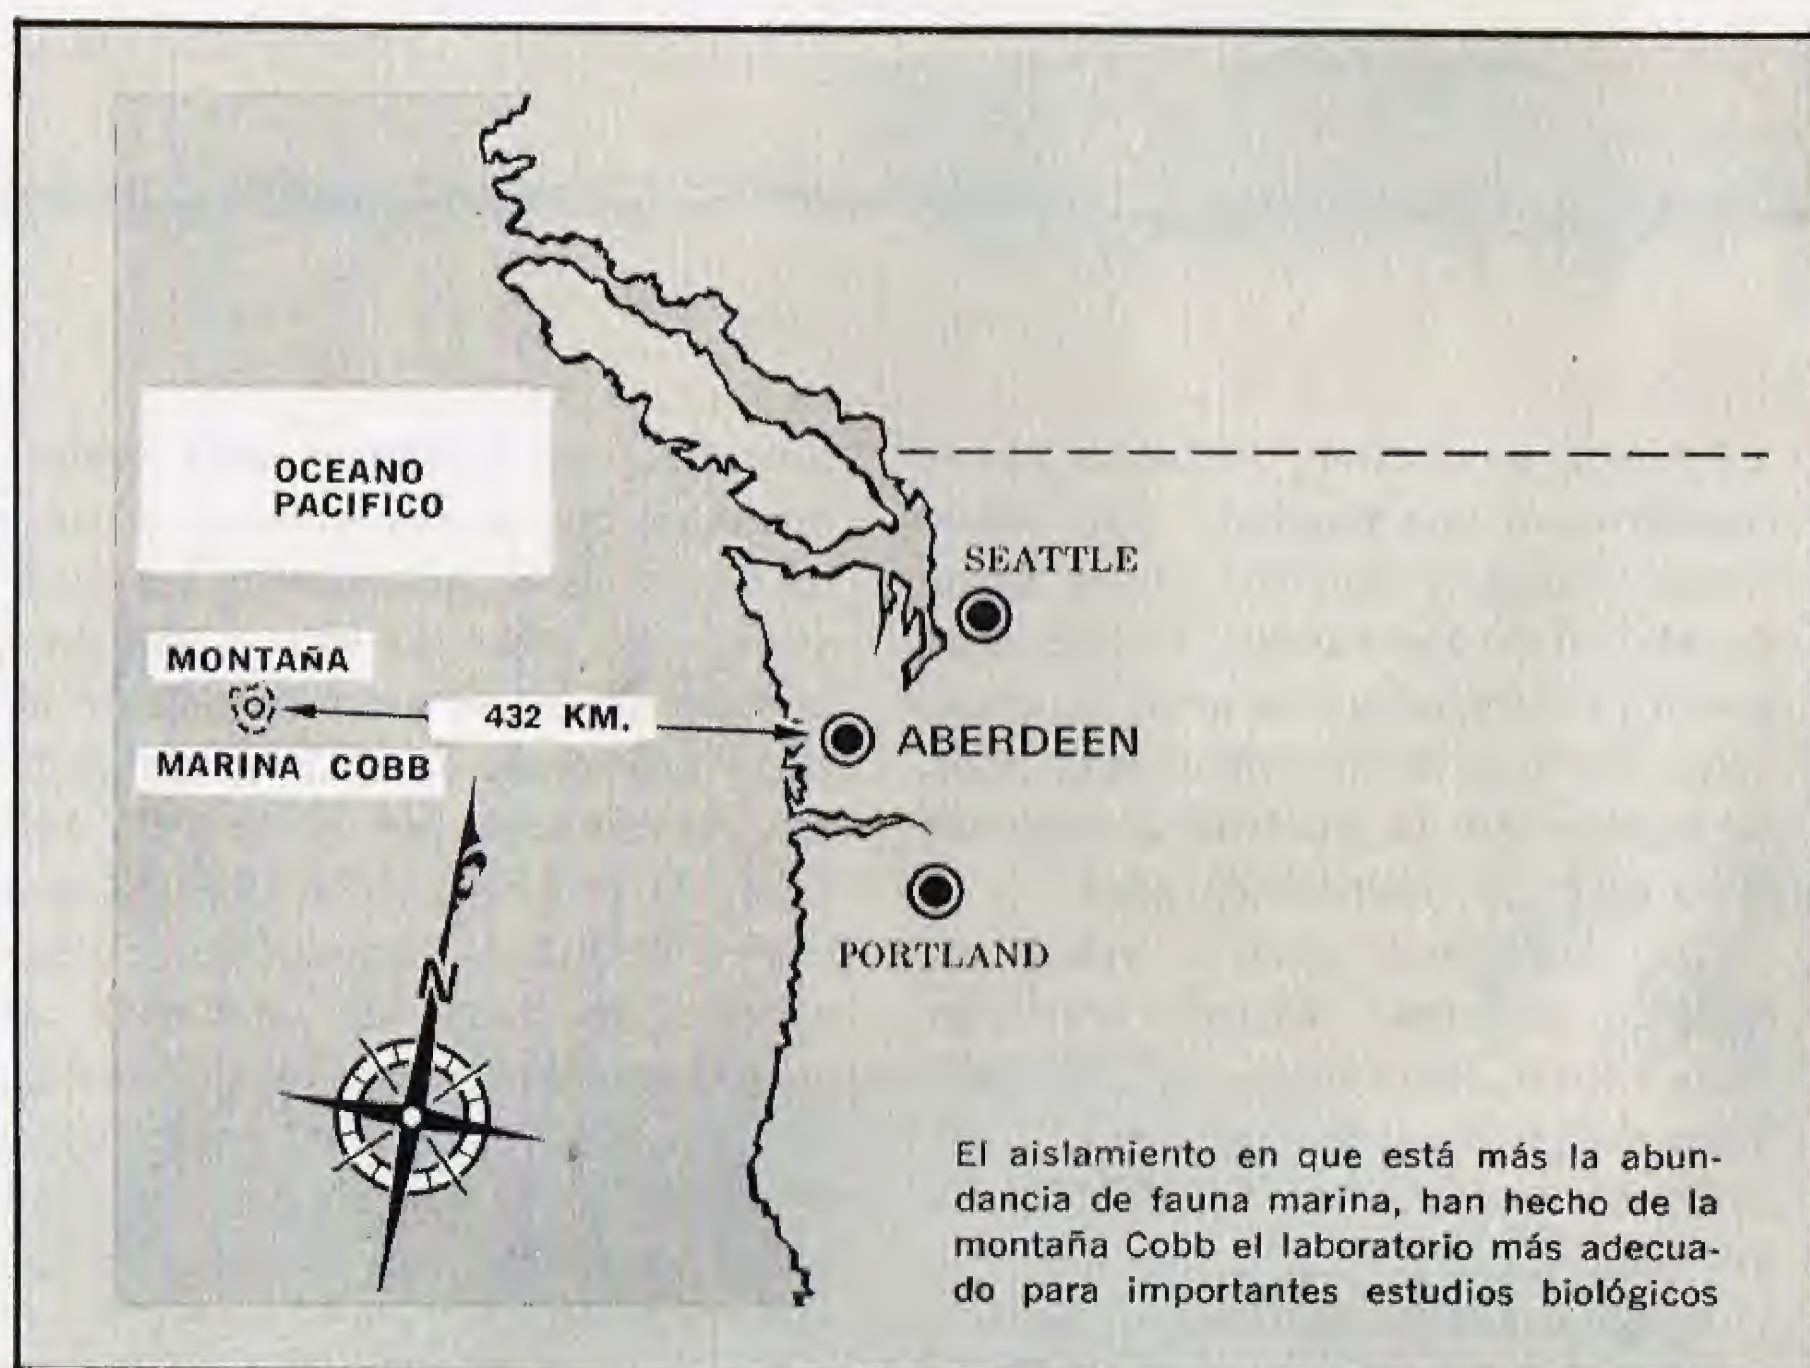 OCEANO
PACIFICO
SEATTLE
MONTAÑA
432 KM.
ABERDEEN
MARINA COBB
PORTLAND
N
El aislamiento en que está más la abun-
dancia de fauna marina, han hecho de la
montaña Cobb el laboratorio más adecua-
do para importantes estudios biológicos